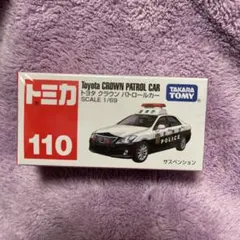 トミカ
110
Toyota CROWN PATROL CAR
トヨタ クラウン パトロールカー
SCALE 1/69
TAKARA TOMY
POLICE
サスペンション